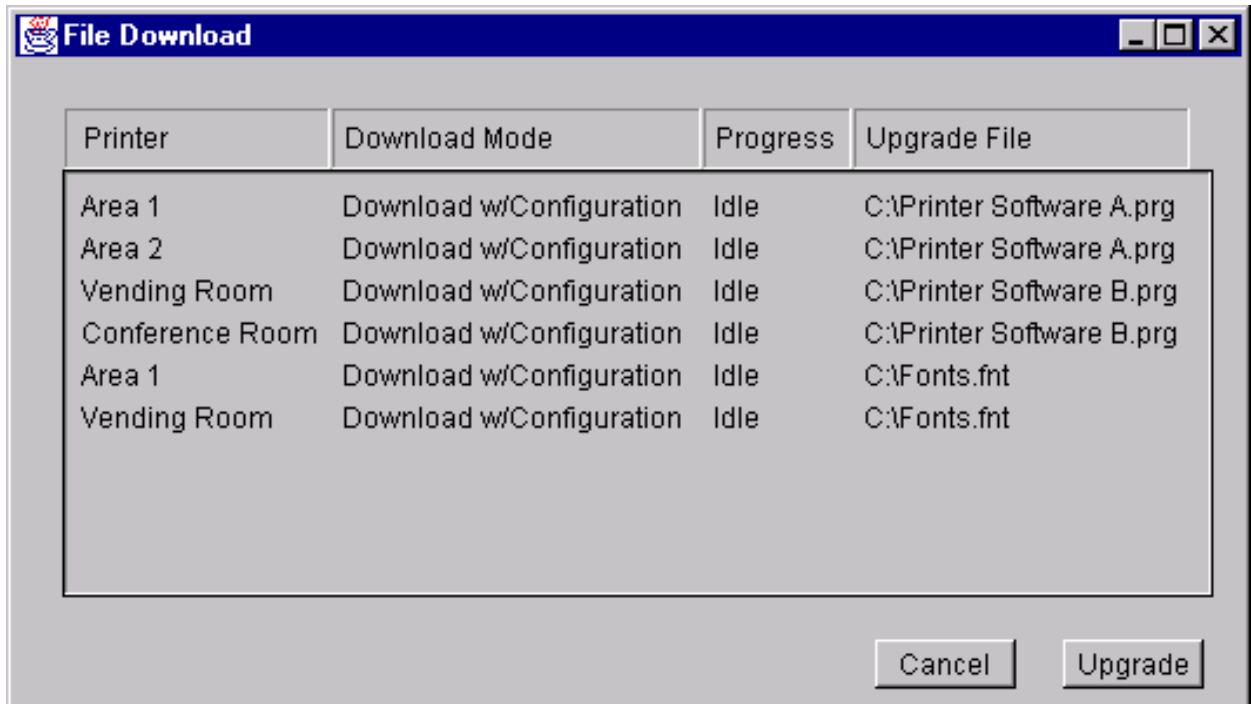 File Download
Printer Download Mode Progress Upgrade File
Area 1 Download w/Configuration Idle C:\Printer Software A.prg
Area 2 Download w/Configuration Idle C:\Printer Software A.prg
Vending Room Download w/Configuration Idle C:\Printer Software B.prg
Conference Room Download w/Configuration Idle C:\Printer Software B.prg
Area 1 Download w/Configuration Idle C:\Fonts.fnt
Vending Room Download w/Configuration Idle C:\Fonts.fnt
Cancel Upgrade